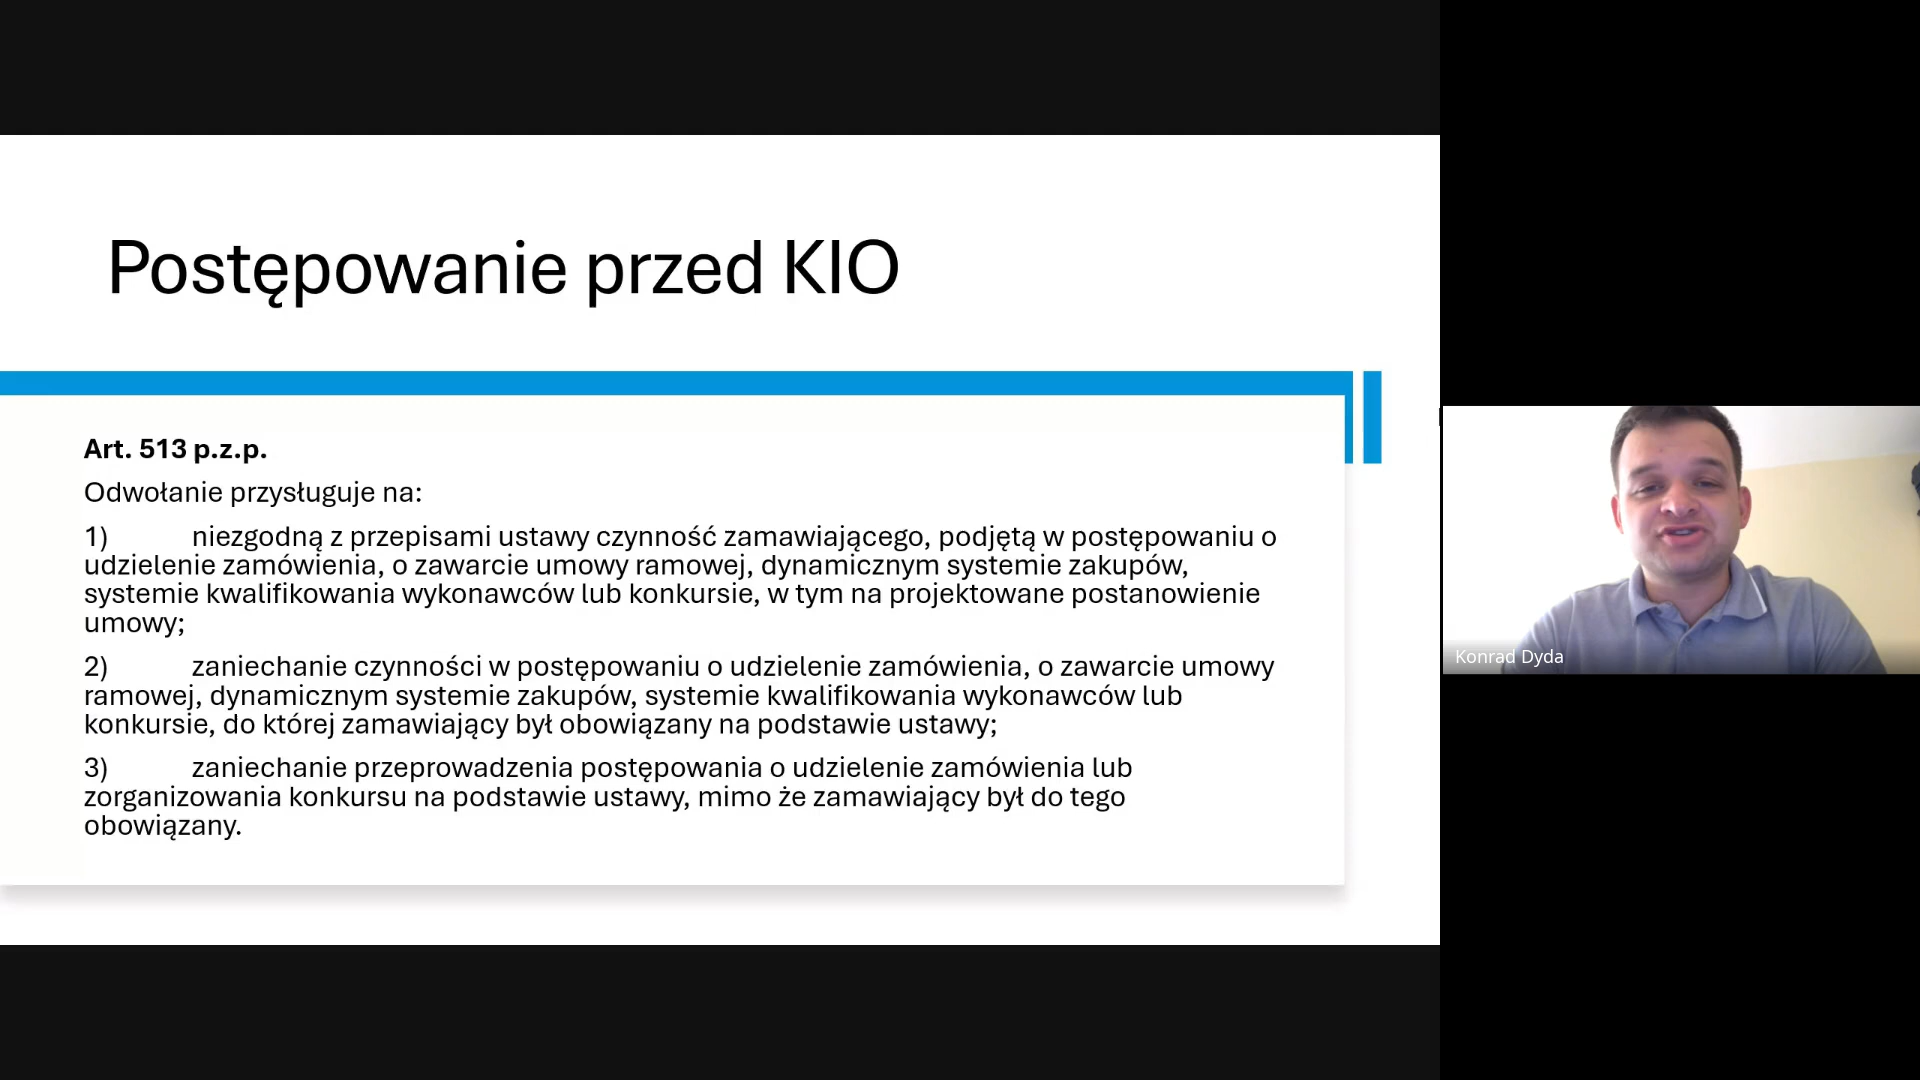 Postępowanie przed KIO
Art. 513 p.z.p.
Odwołanie przysługuje na:
1) niezgodną z przepisami ustawy czynność zamawiającego, podjętą w postępowaniu o
udzielenie zamówienia, o zawarcie umowy ramowej, dynamicznym systemie zakupów,
systemie kwalifikowania wykonawców lub konkursie, w tym na projektowane postanowienie
umowy;
2) zaniechanie czynności w postępowaniu o udzielenie zamówienia, o zawarcie umowy
ramowej, dynamicznym systemie zakupów, systemie kwalifikowania wykonawców lub
konkursie, do której zamawiający był obowiązany na podstawie ustawy;
3) zaniechanie przeprowadzenia postępowania o udzielenie zamówienia lub
zorganizowania konkursu na podstawie ustawy, mimo że zamawiający był do tego
obowiązany.
Konrad Dyda